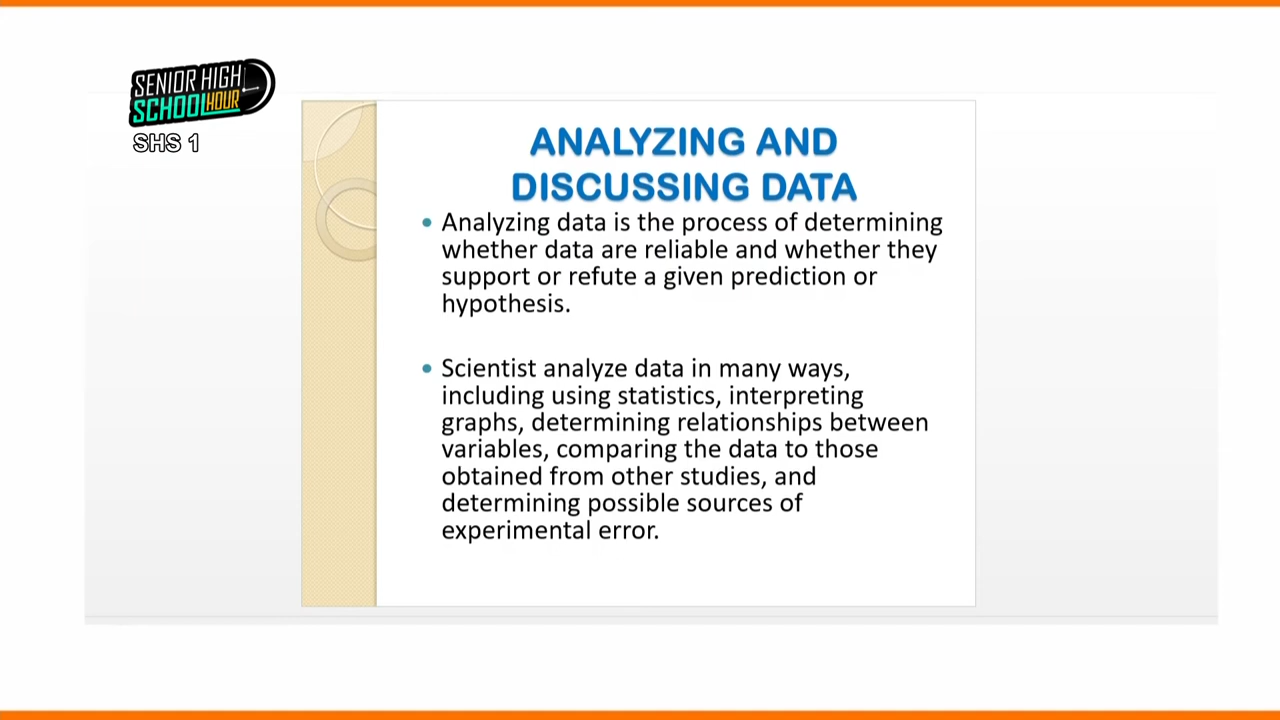 SENIOR HIGH
SCHOOL HOUR
SHS 1
ANALYZING AND
DISCUSSING DATA
• Analyzing data is the process of determining
whether data are reliable and whether they
support or refute a given prediction or
hypothesis.
• Scientist analyze data in many ways,
including using statistics, interpreting
graphs, determining relationships between
variables, comparing the data to those
obtained from other studies, and
determining possible sources of
experimental error.